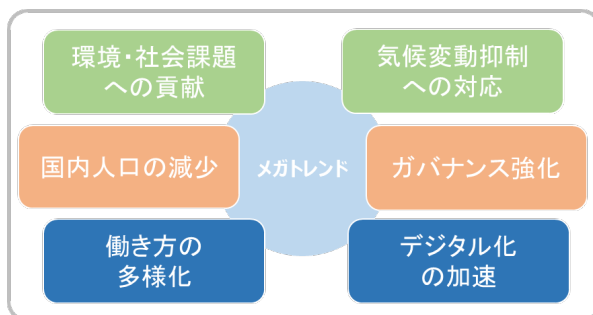 環境・社会課題
への貢献
気候変動抑制
への対応
国内人口の減少
メガトレンド
ガバナンス強化
働き方の
多様化
デジタル化
の加速